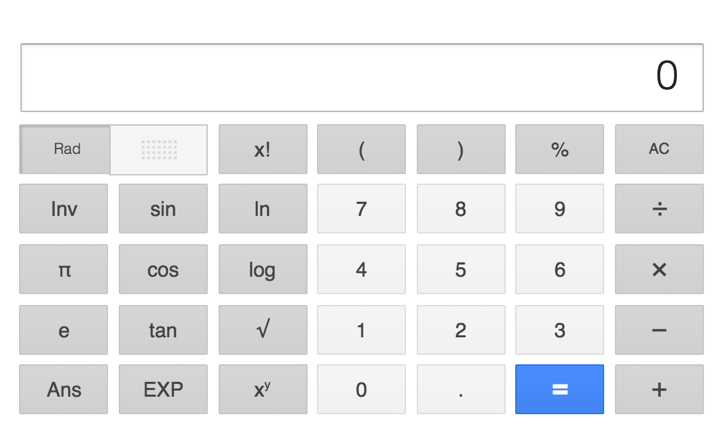 0
Rad x! ( ) % AC
Inv sin ln 7 8 9 ÷
π cos log 4 5 6 ×
e tan √ 1 2 3 −
Ans EXP xʸ 0 . = +